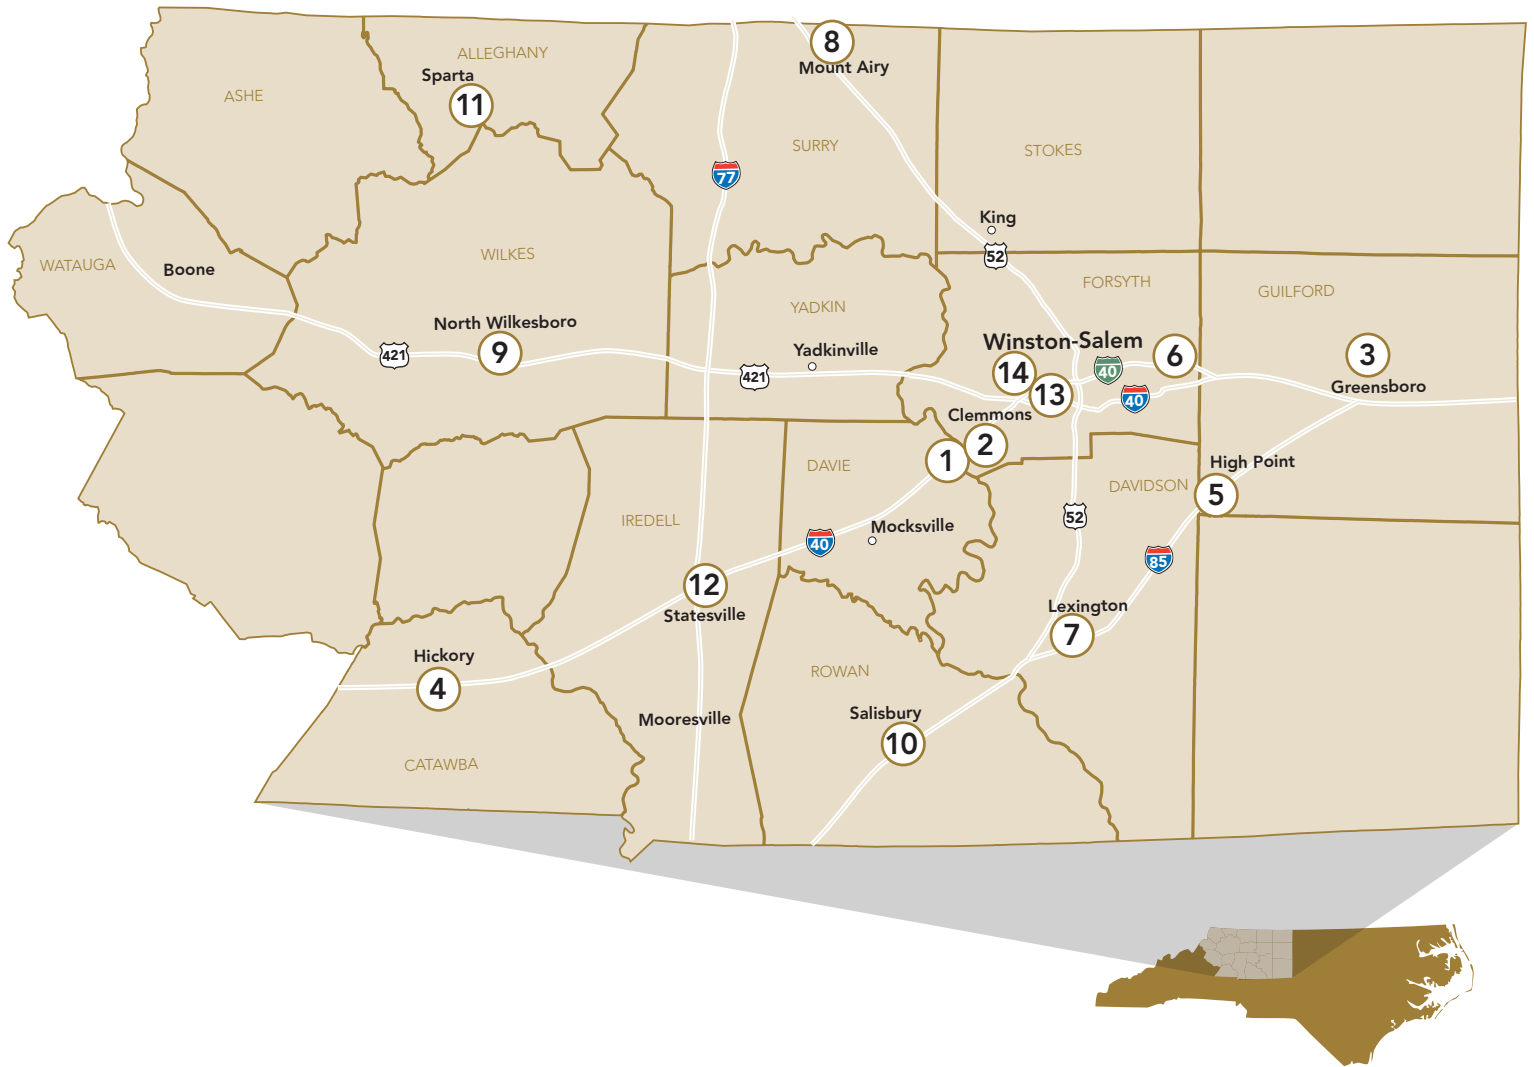 8
Mount Airy
ALLEGHANY
Sparta
11
ASHE
SURRY
STOKES
77
King
52
WATAUGA
Boone
WILKES
FORSYTH
GUILFORD
YADKIN
North Wilkesboro
9
421
Yadkinville
421
Winston-Salem
14
13
40
6
40
3
Greensboro
Clemmons
2
1
DAVIE
High Point
5
DAVIDSON
IREDELL
Mocksville
40
52
85
12
Statesville
Lexington
7
Hickory
4
ROWAN
Mooresville
Salisbury
10
CATAWBA